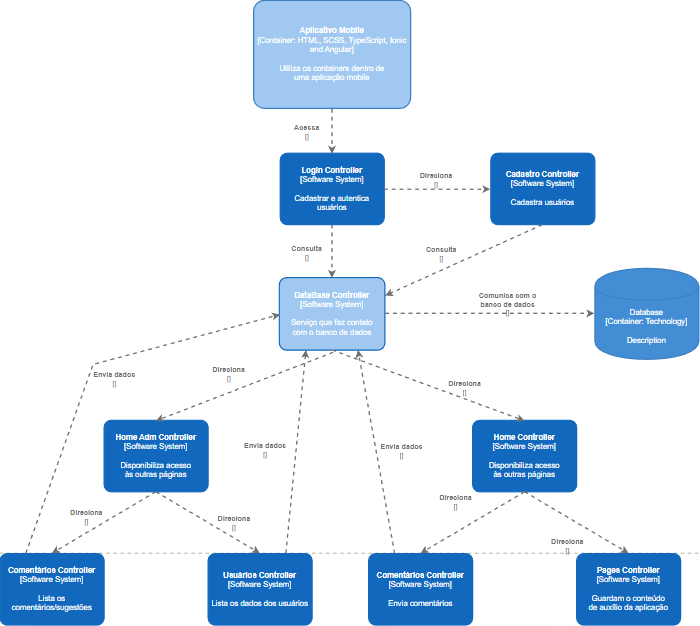 Aplicativo Mobile
[Container: HTML, SCSS, TypeScript, Ionic
and Angular]
Utiliza os containers dentro de
uma aplicação mobile
Acessa
[]
Login Controller
[Software System]
Cadastrar e autentica
usuários
Direciona
[]
Cadastro Controller
[Software System]
Cadastra usuários
Consulta
[]
Consulta
[]
DataBase Controller
[Software System]
Serviço que faz contato
com o banco de dados
Comunica com o
banco de dados
[]
Database
[Container: Technology]
Description
Envia dados
[]
Direciona
[]
Direciona
[]
Home Adm Controller
[Software System]
Disponibiliza acesso
às outras páginas
Envia dados
[]
Envia dados
[]
Home Controller
[Software System]
Disponibiliza acesso
às outras páginas
Direciona
[]
Direciona
[]
Direciona
[]
Direciona
[]
Comentários Controller
[Software System]
Lista os
comentários/sugestões
Usuários Controller
[Software System]
Lista os dados dos usuários
Comentários Controller
[Software System]
Envia comentários
Pages Controller
[Software System]
Guardam o conteúdo
de auxílio da aplicação